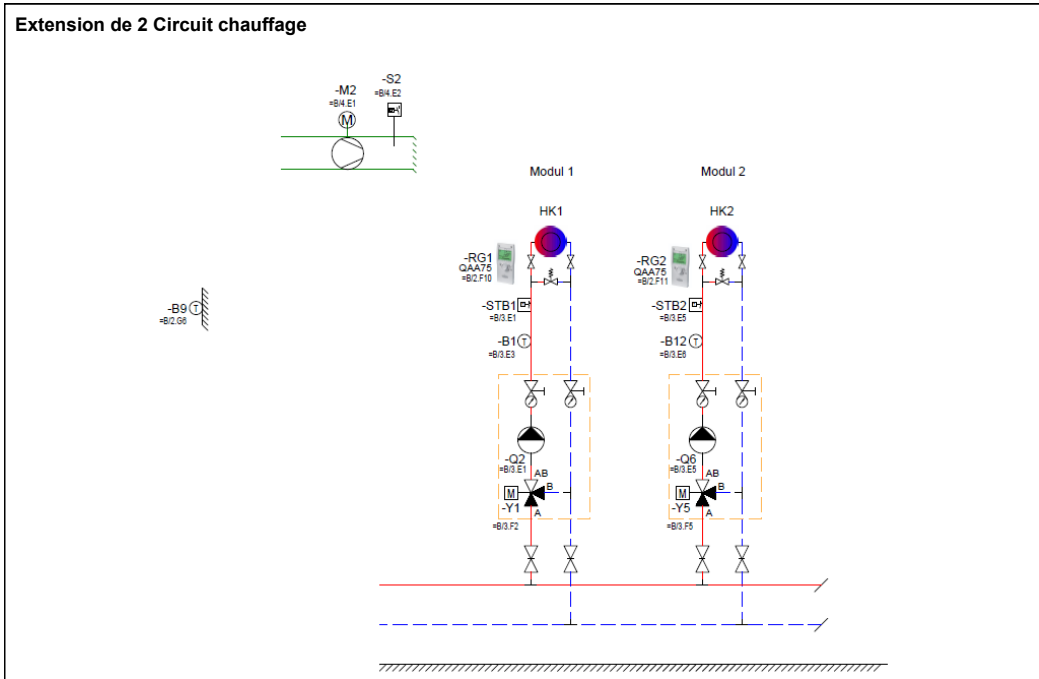 Extension de 2 Circuit chauffage
-S2
=B/4.E2
-M2
=B/4.E1
M
Modul 1
Modul 2
HK1
HK2
-RG1
QAA75
=B/2.F10
-RG2
QAA75
=B/2.F11
-B9
T
=B/2.G6
-STB1
=B/3.E1
-STB2
=B/3.E5
-B1
T
=B/3.E3
-B12
T
=B/3.E6
-Q2
=B/3.E1
-Q6
=B/3.E5
AB
B
M
-Y1
A
=B/3.F2
AB
B
M
-Y5
A
=B/3.F5